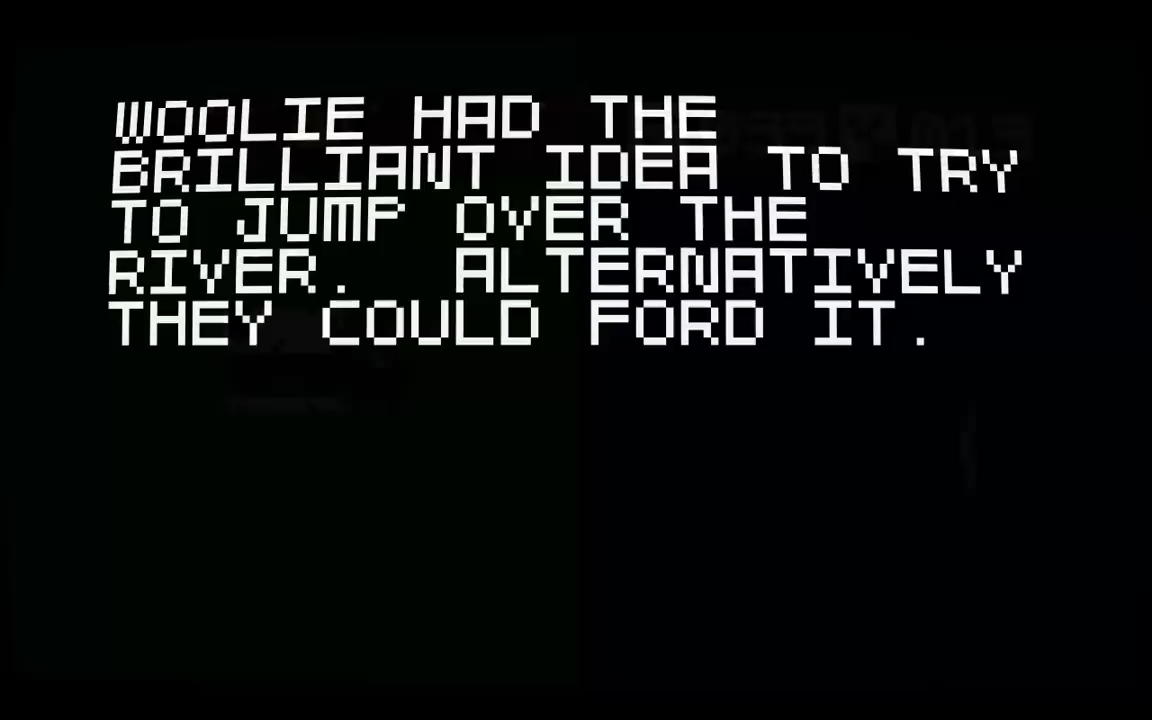 WOOLIE HAD THE
BRILLIANT IDEA TO TRY
TO JUMP OVER THE
RIVER. ALTERNATIVELY
THEY COULD FORD IT.